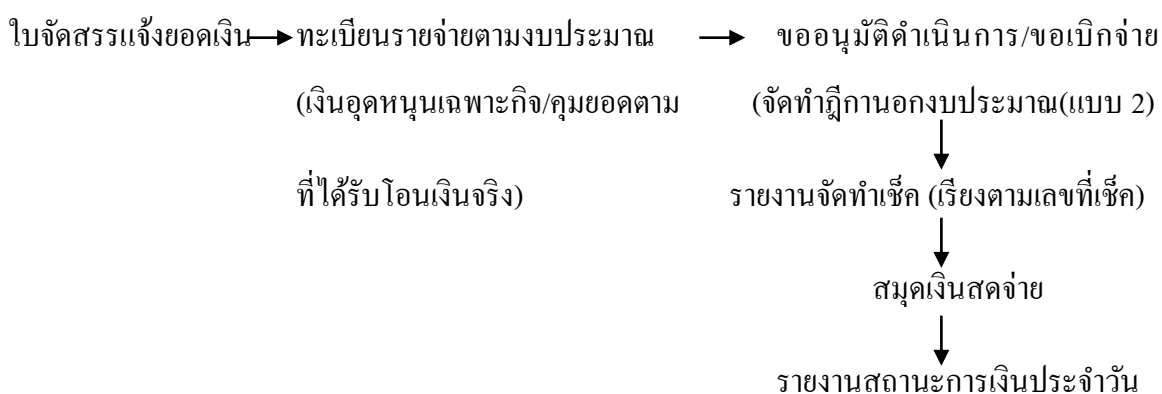 ใบจัดสรรแจ้งยอดเงิน ทะเบียนรายจ่ายตามงบประมาณ ขออนุมัติดำเนินการ/ขอเบิกจ่าย
(เงินอุดหนุนเฉพาะกิจ/คุมยอดตาม (จัดทำฎีกานอกงบประมาณ(แบบ 2)
ที่ได้รับโอนเงินจริง) รายงานจัดทำเช็ค (เรียงตามเลขที่เช็ค)
สมุดเงินสดจ่าย
รายงานสถานะการเงินประจำวัน